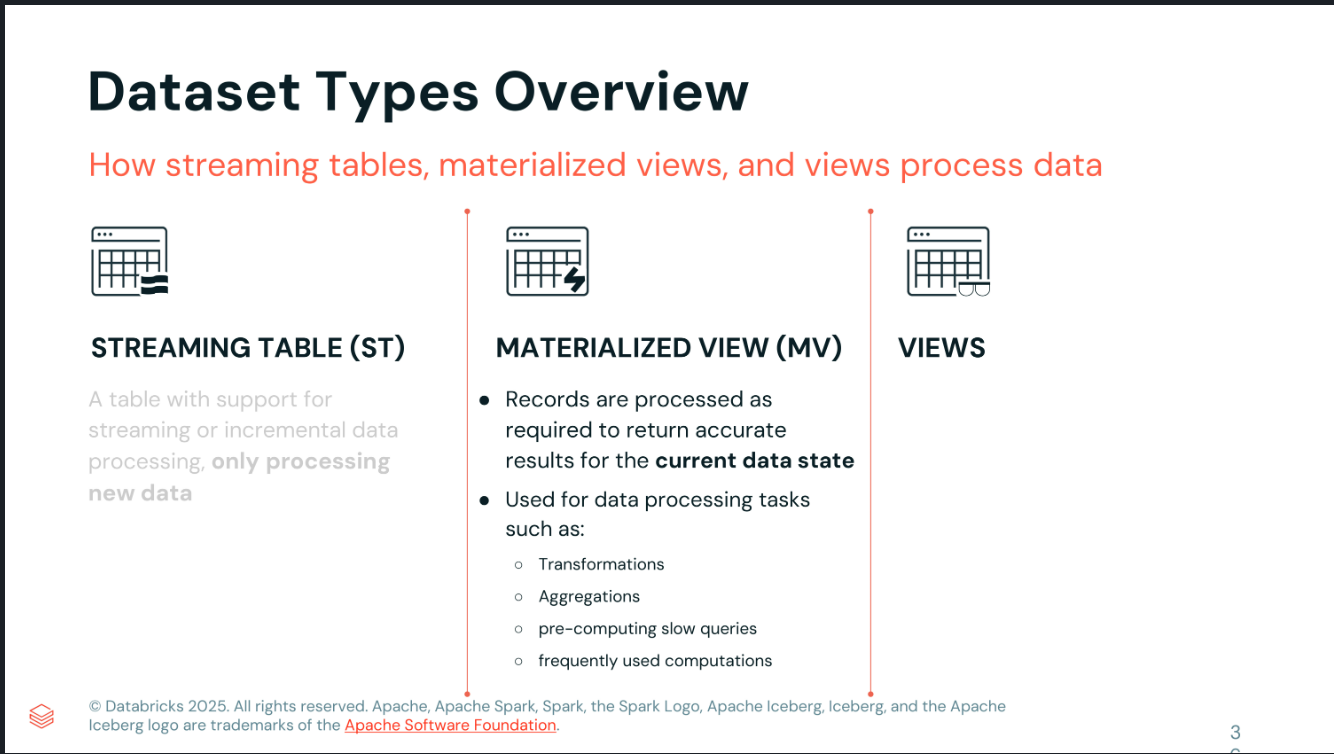 Dataset Types Overview
How streaming tables, materialized views, and views process data
STREAMING TABLE (ST)
A table with support for
streaming or incremental data
processing, only processing
new data
MATERIALIZED VIEW (MV)
● Records are processed as
required to return accurate
results for the current data state
● Used for data processing tasks
such as:
○ Transformations
○ Aggregations
○ pre-computing slow queries
○ frequently used computations
VIEWS
© Databricks 2025. All rights reserved. Apache, Apache Spark, Spark, the Spark Logo, Apache Iceberg, Iceberg, and the Apache
Iceberg logo are trademarks of the Apache Software Foundation.
3